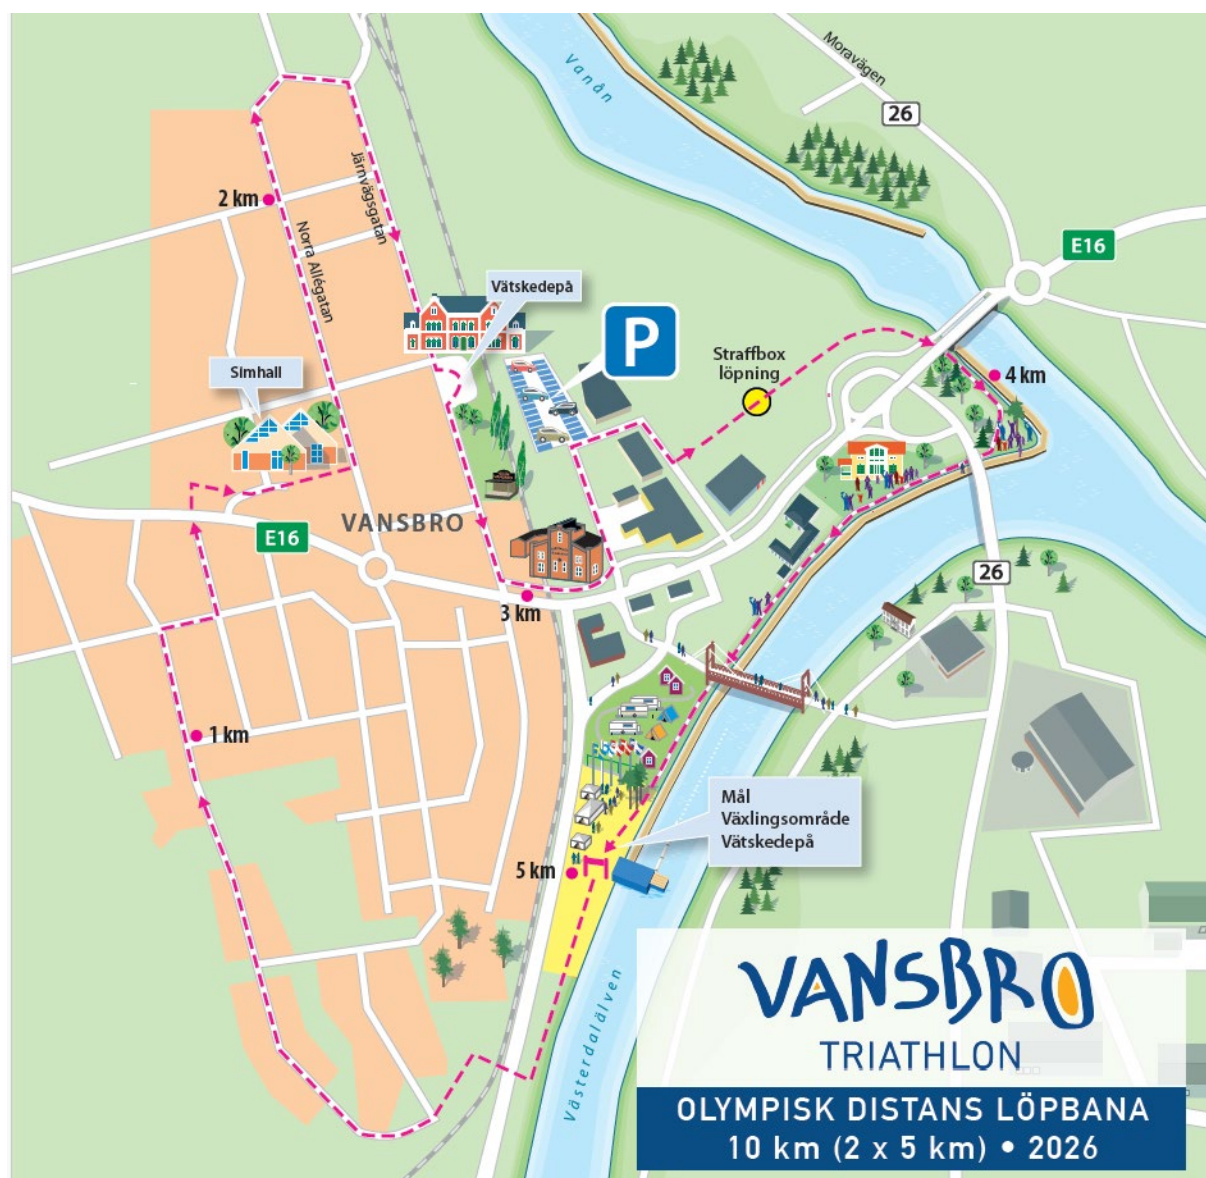 Moravägen
26
Vanån
E16
2 km
Järnvägsgatan
Norra Allégatan
Vätskedepå
P
Simhall
Straffbox
löpning
4 km
E16
VANSBRO
3 km
26
1 km
Mål
Växlingsområde
Vätskedepå
5 km
Västerdalälven
VANSBRO
TRIATHLON
OLYMPISK DISTANS LÖPBANA
10 km (2 x 5 km) • 2026